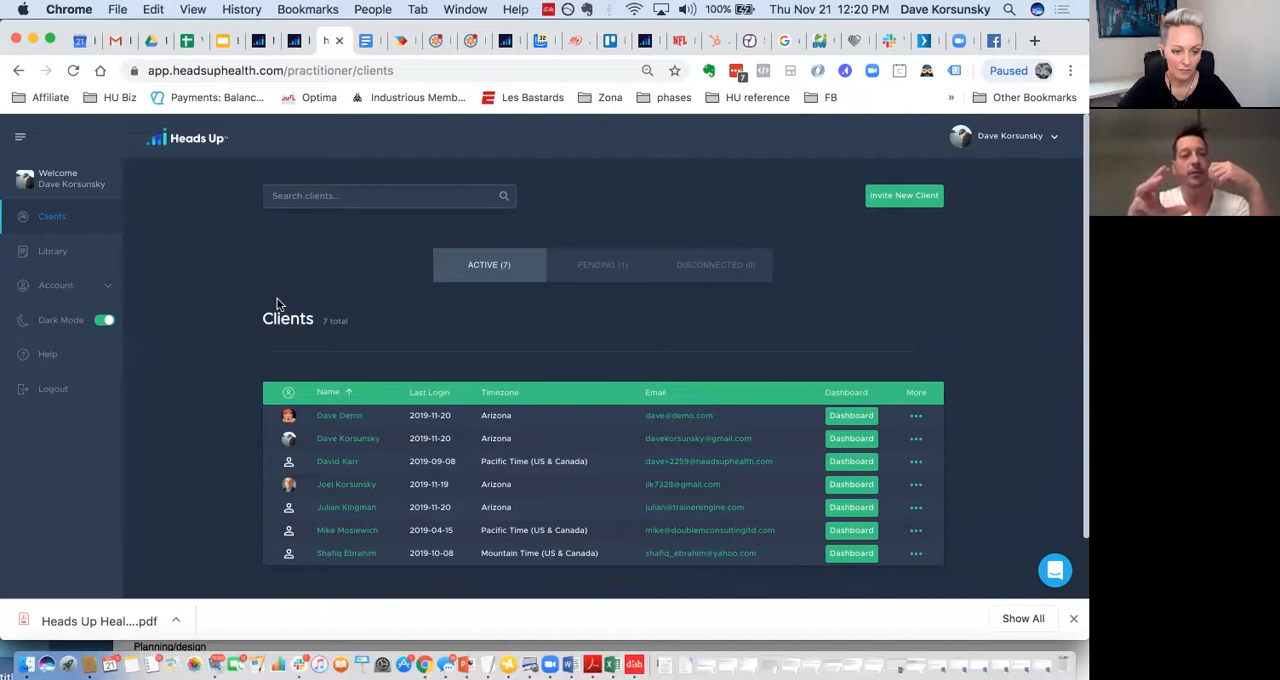 Chrome File Edit View History Bookmarks People Tab Window Help 100% Thu Nov 21 12:20 PM Dave Korsunsky
app.headsuphealth.com/practitioner/clients Paused
Affiliate HU Biz Payments: Balanc... Optima Industrious Memb... Les Bastards Zona phases HU reference FB » Other Bookmarks
Heads Up
Dave Korsunsky
Welcome
Dave Korsunsky
Search clients...
Invite New Client
Clients
Library
ACTIVE (7) PENDING (1) DISCONNECTED (0)
Account
Dark Mode
Clients 7 total
Help
Logout
Name Last Login Timezone Email Dashboard More
Dave Demo 2019-11-20 Arizona dave@demo.com Dashboard
Dave Korsunsky 2019-11-20 Arizona davekorsunsky@gmail.com Dashboard
David Karr 2019-09-08 Pacific Time (US & Canada) dave+2259@headsuphealth.com Dashboard
Joel Korsunsky 2019-11-19 Arizona jlk7328@gmail.com Dashboard
Julian Kingman 2019-11-20 Arizona julian@trainerengine.com Dashboard
Mike Mosiewich 2019-04-15 Pacific Time (US & Canada) mike@doublemconsultingltd.com Dashboard
Shafiq Ebrahim 2019-10-08 Mountain Time (US & Canada) shafiq_ebrahim@yahoo.com Dashboard
Heads Up Heal....pdf Show All
Planning/design